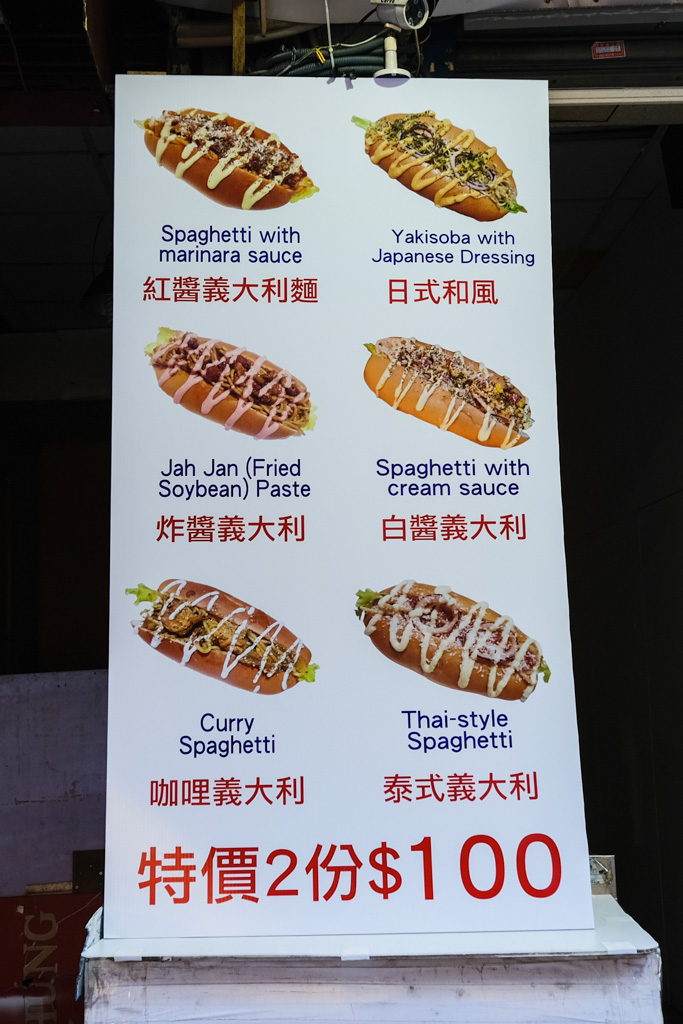 Spaghetti with
marinara sauce
紅醬義大利麵
Yakisoba with
Japanese Dressing
日式和風
Jah Jan (Fried
Soybean) Paste
炸醬義大利
Spaghetti with
cream sauce
白醬義大利
Curry
Spaghetti
咖哩義大利
Thai-style
Spaghetti
泰式義大利
特價2份$100
HÚNG